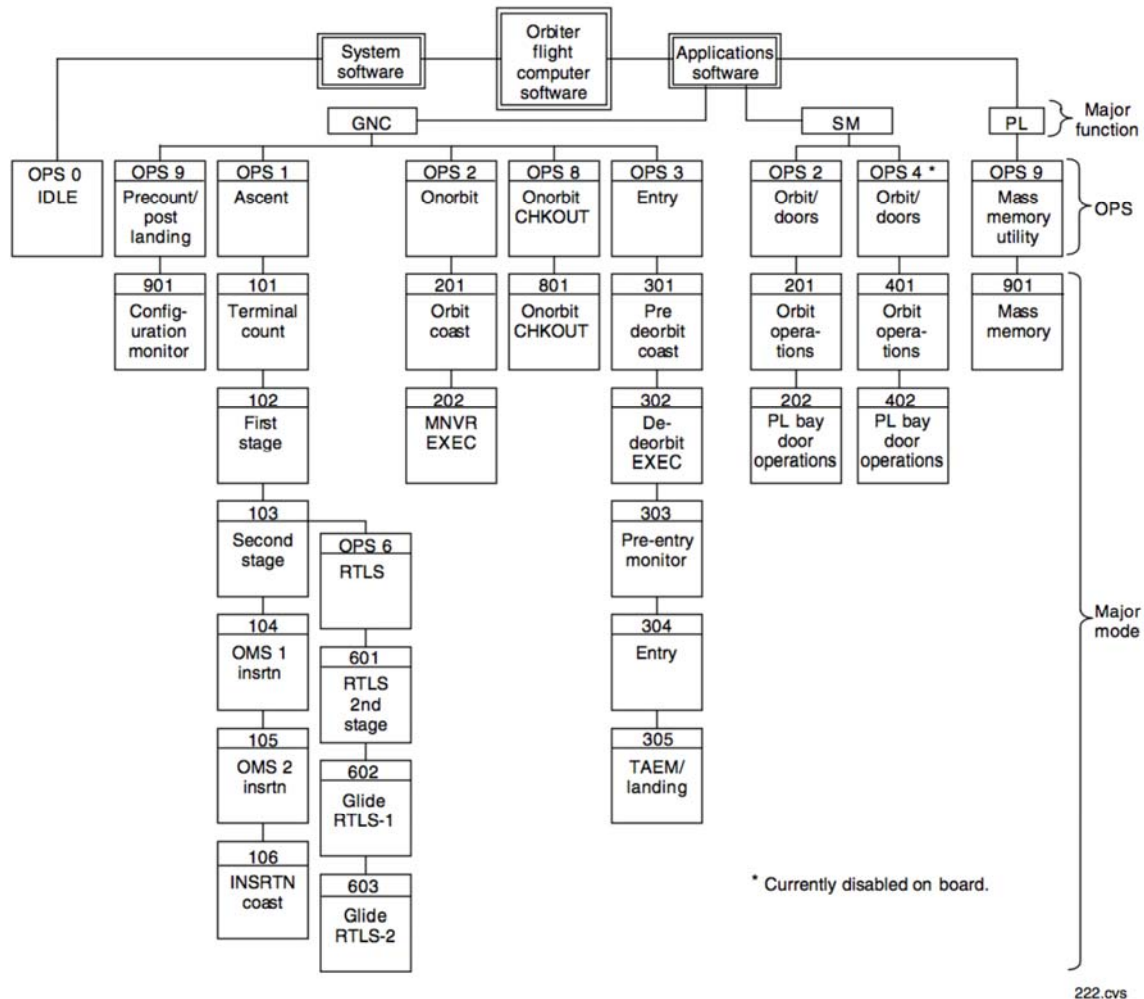 Orbiter
flight
computer
software
System
software
Applications
software
GNC
SM
PL
Major
function
OPS 0
IDLE
OPS 9
Precount/
post
landing
OPS 1
Ascent
OPS 2
Onorbit
OPS 8
Onorbit
CHKOUT
OPS 3
Entry
OPS 2
Orbit/
doors
OPS 4 *
Orbit/
doors
OPS 9
Mass
memory
utility
OPS
901
Config-
uration
monitor
101
Terminal
count
201
Orbit
coast
801
Onorbit
CHKOUT
301
Pre
deorbit
coast
201
Orbit
opera-
tions
401
Orbit
opera-
tions
901
Mass
memory
102
First
stage
202
MNVR
EXEC
302
De-
deorbit
EXEC
202
PL bay
door
operations
402
PL bay
door
operations
103
Second
stage
OPS 6
RTLS
303
Pre-entry
monitor
104
OMS 1
insrtn
601
RTLS
2nd
stage
304
Entry
Major
mode
105
OMS 2
insrtn
602
Glide
RTLS-1
305
TAEM/
landing
106
INSRTN
coast
603
Glide
RTLS-2
* Currently disabled on board.
222.cvs